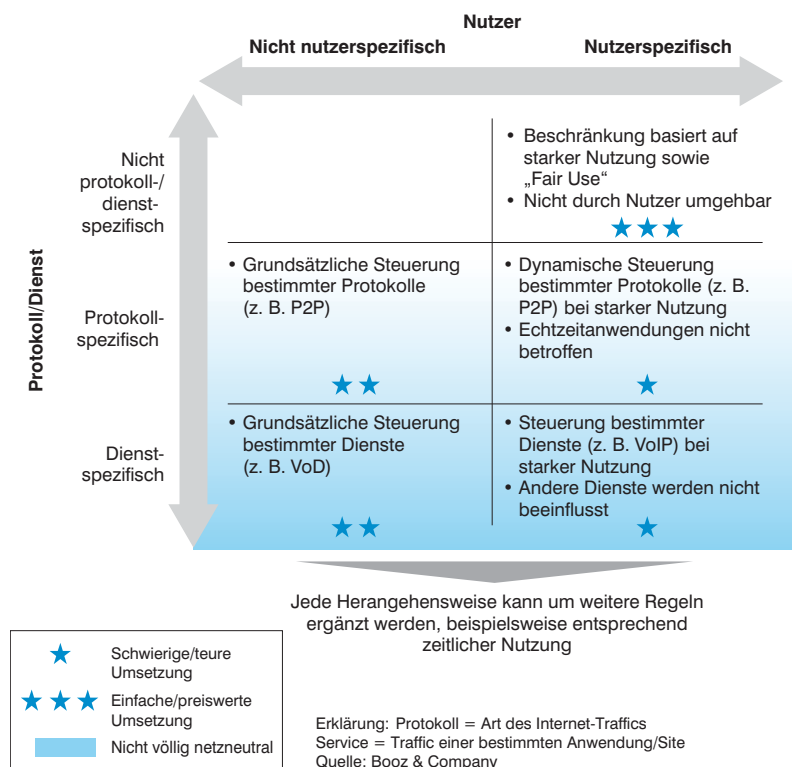 Nutzer
Nicht nutzerspezifisch
Nutzerspezifisch
Protokoll/Dienst
Nicht
protokoll-/
dienst-
spezifisch
• Beschränkung basiert auf
starker Nutzung sowie
„Fair Use“
• Nicht durch Nutzer umgehbar
Protokoll-
spezifisch
• Grundsätzliche Steuerung
bestimmter Protokolle
(z. B. P2P)
• Dynamische Steuerung
bestimmter Protokolle (z. B.
P2P) bei starker Nutzung
• Echtzeitanwendungen nicht
betroffen
Dienst-
spezifisch
• Grundsätzliche Steuerung
bestimmter Dienste
(z. B. VoD)
• Steuerung bestimmter
Dienste (z. B. VoIP) bei
starker Nutzung
• Andere Dienste werden nicht
beeinflusst
Jede Herangehensweise kann um weitere Regeln
ergänzt werden, beispielsweise entsprechend
zeitlicher Nutzung
Schwierige/teure
Umsetzung
Einfache/preiswerte
Umsetzung
Nicht völlig netzneutral
Erklärung: Protokoll = Art des Internet-Traffics
Service = Traffic einer bestimmten Anwendung/Site
Quelle: Booz & Company